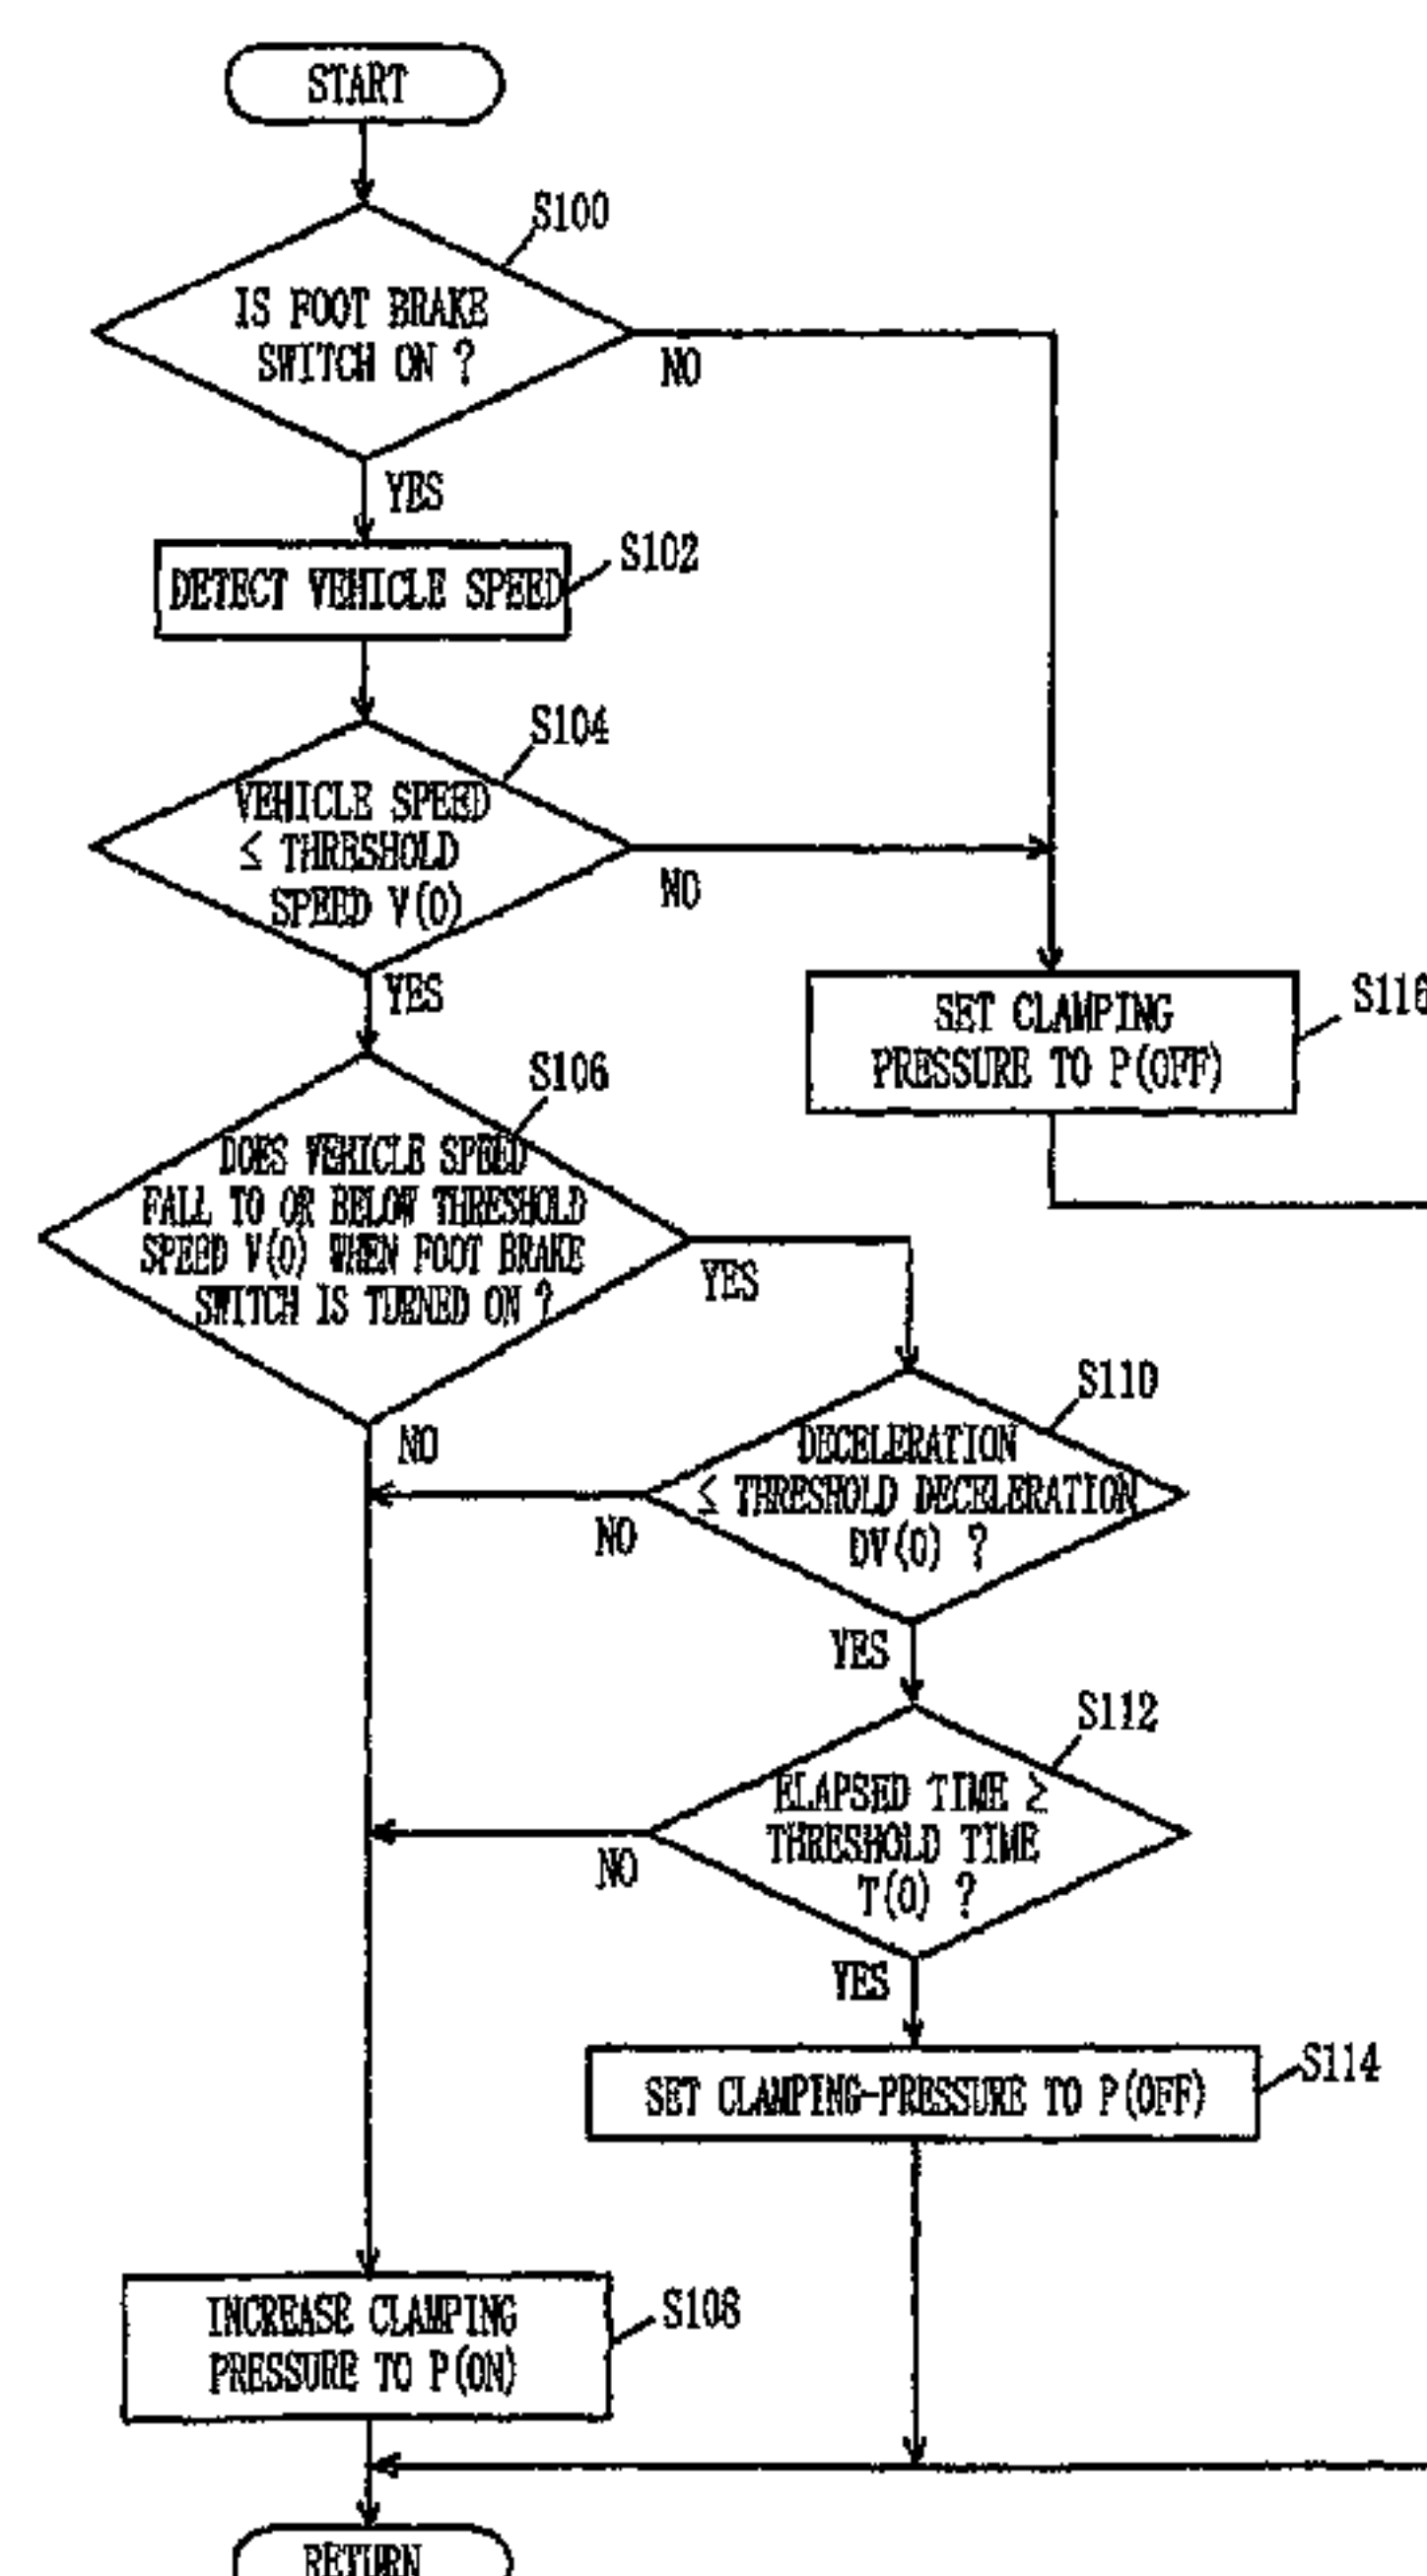 START
S100
IS FOOT BRAKE
SWITCH ON ?
NO
YES
S102
DETECT VEHICLE SPEED
S104
VEHICLE SPEED
≤ THRESHOLD
SPEED V(0)
NO
YES
S116
SET CLAMPING
PRESSURE TO P(OFF)
S106
DOES VEHICLE SPEED
FALL TO OR BELOW THRESHOLD
SPEED V(0) WHEN FOOT BRAKE
SWITCH IS TURNED ON ?
YES
NO
S110
DECELERATION
≤ THRESHOLD DECELERATION
DV(0) ?
NO
YES
S112
ELAPSED TIME ≥
THRESHOLD TIME
T(0) ?
NO
YES
S114
SET CLAMPING-PRESSURE TO P(OFF)
S108
INCREASE CLAMPING
PRESSURE TO P(ON)
RETURN